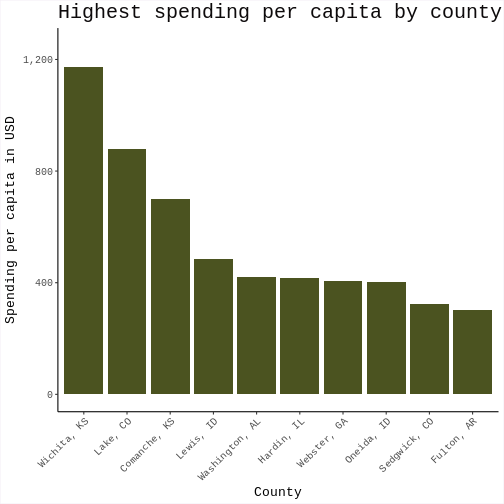 Highest spending per capita by county
Spending per capita in USD
1,200
800
400
0
Wichita, KS
Lake, CO
Comanche, KS
Lewis, ID
Washington, AL
Hardin, IL
Webster, GA
Oneida, ID
Sedgwick, CO
Fulton, AR
County